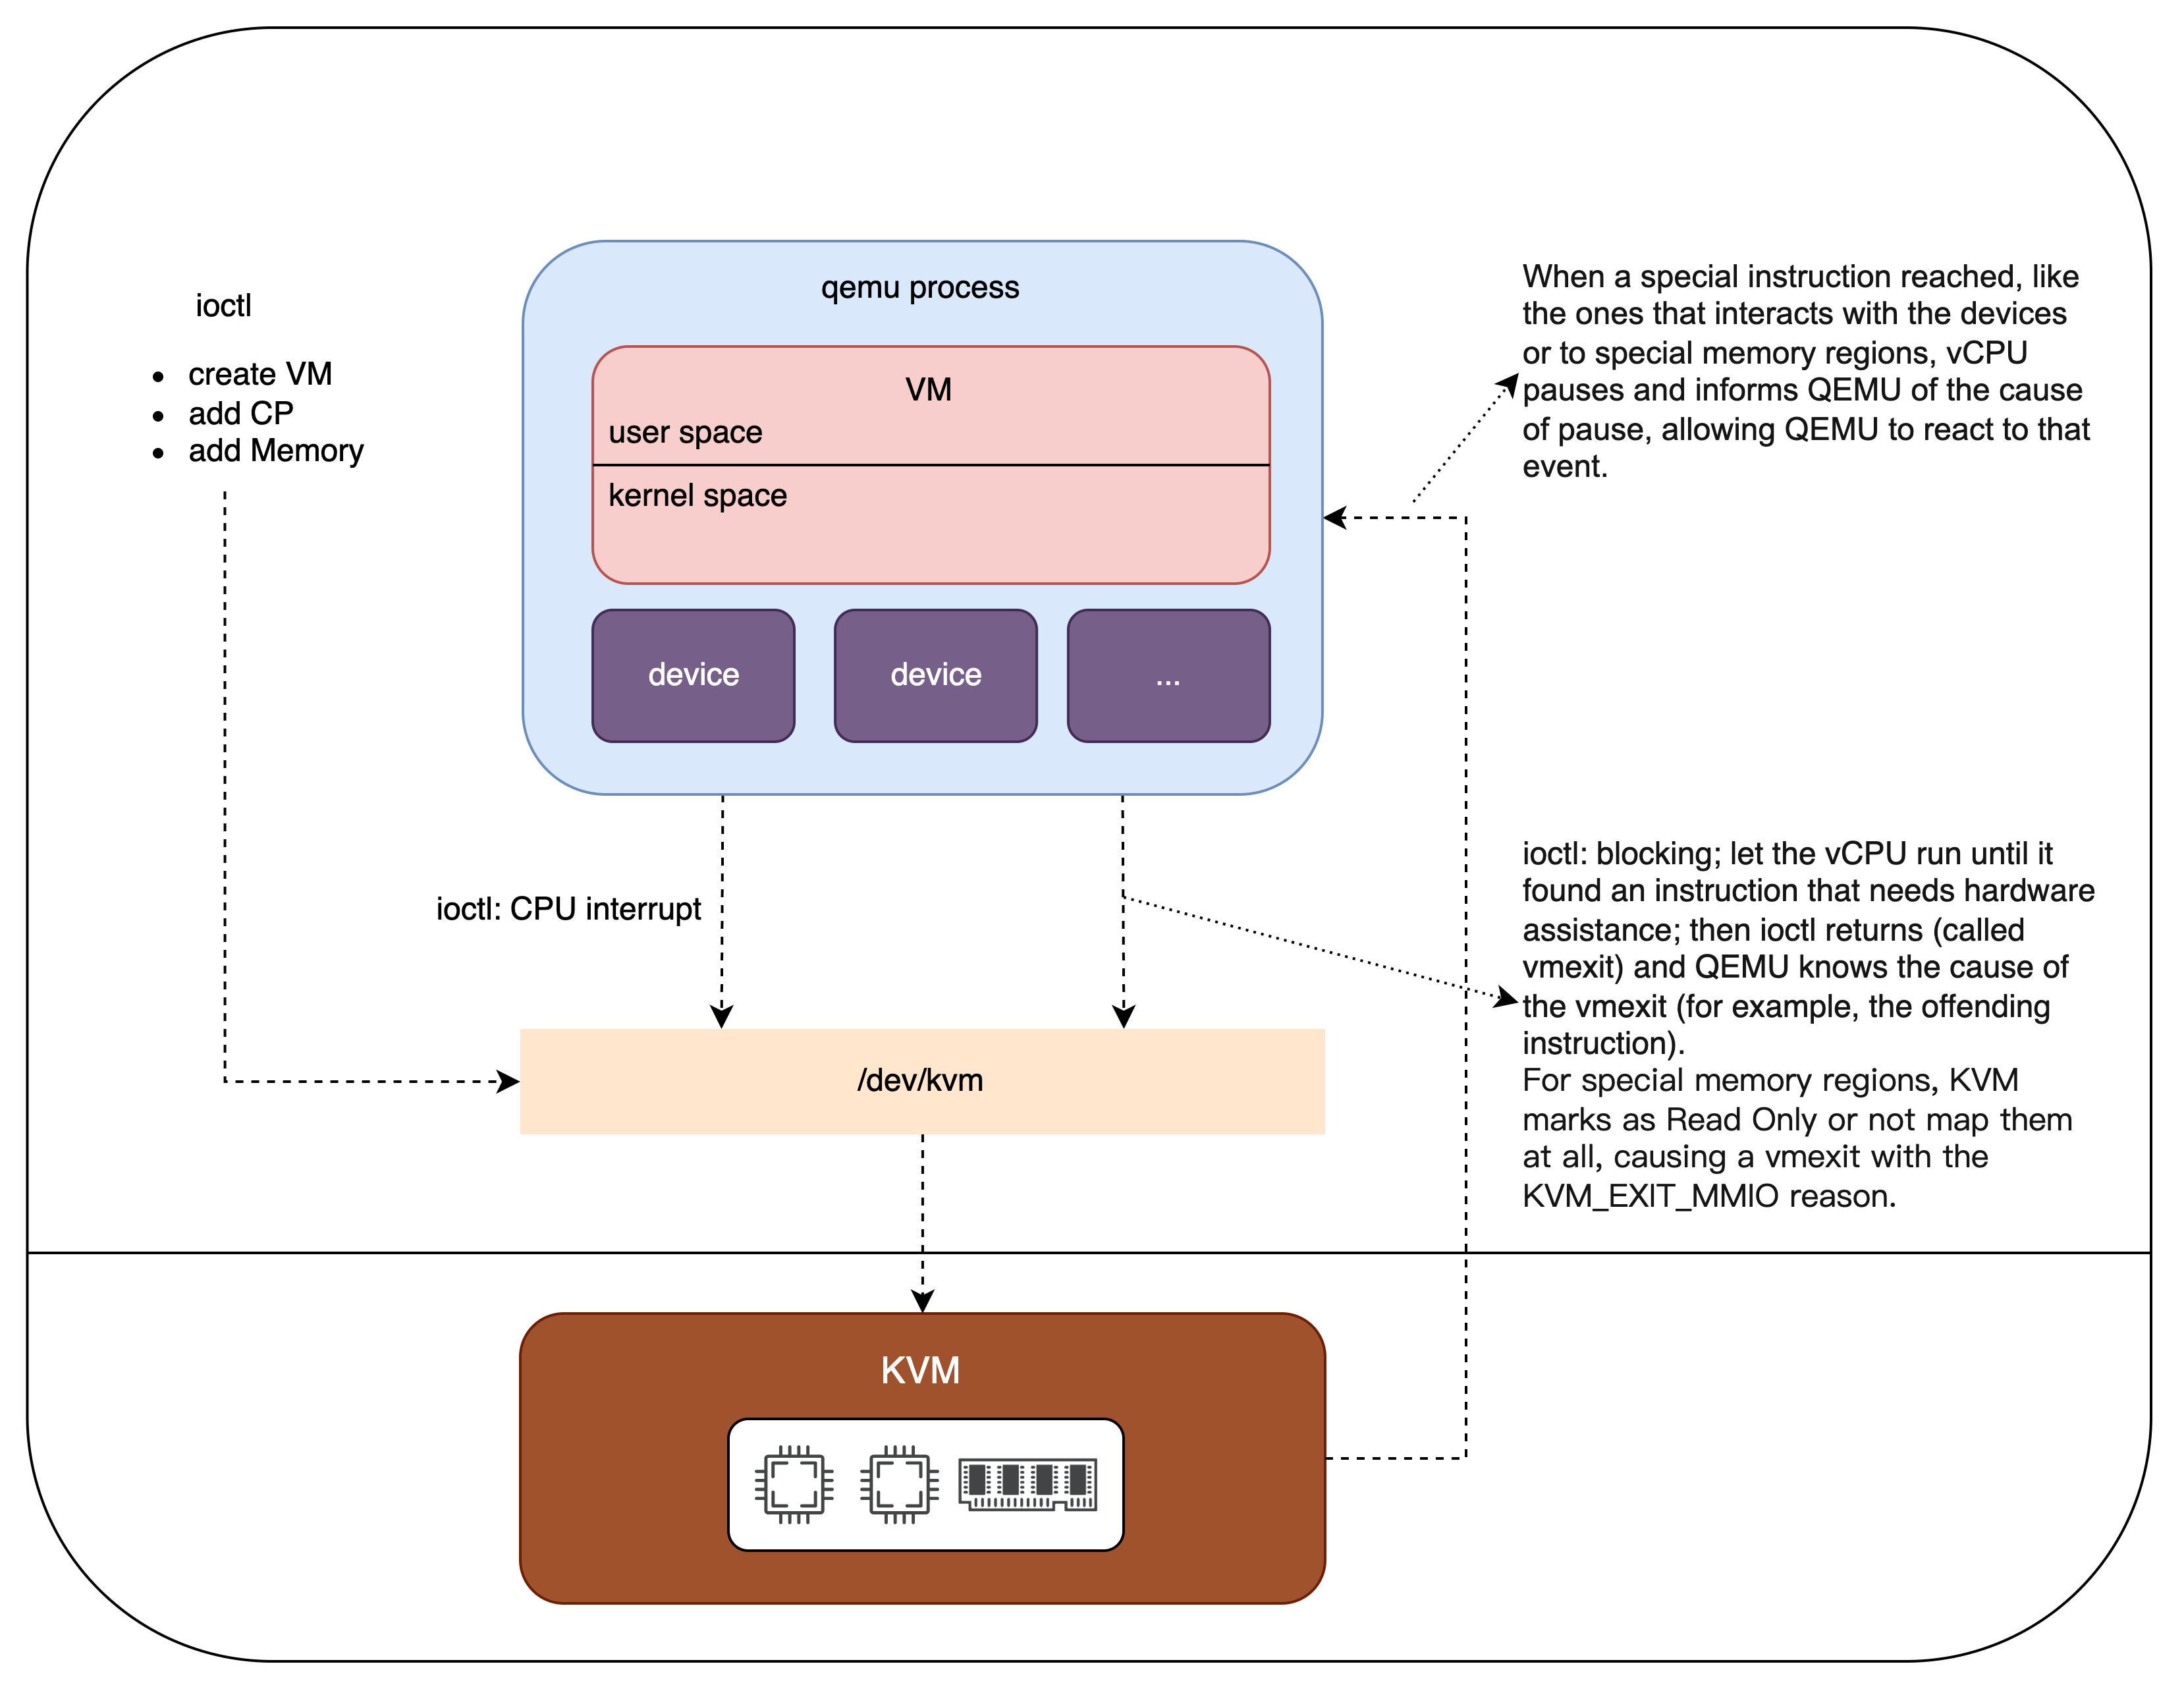 ioctl
• create VM
• add CP
• add Memory
qemu process
VM
user space
kernel space
device
device
...
When a special instruction reached, like
the ones that interacts with the devices
or to special memory regions, vCPU
pauses and informs QEMU of the cause
of pause, allowing QEMU to react to that
event.
ioctl: CPU interrupt
ioctl: blocking; let the vCPU run until it
found an instruction that needs hardware
assistance; then ioctl returns (called
vmexit) and QEMU knows the cause of
the vmexit (for example, the offending
instruction).
For special memory regions, KVM
marks as Read Only or not map them
at all, causing a vmexit with the
KVM_EXIT_MMIO reason.
/dev/kvm
KVM